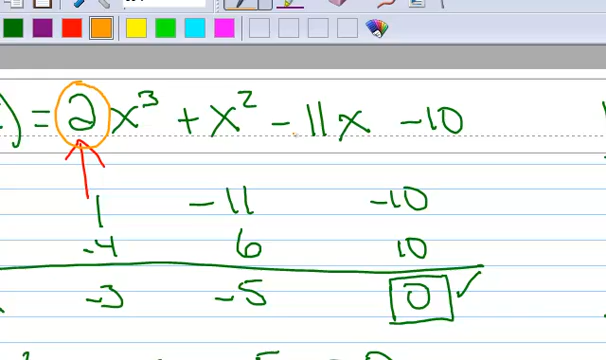 ) = 2x³ + x² - 11x - 10
1 -11 -10
-4 6 10
-3 -5 0 ✓